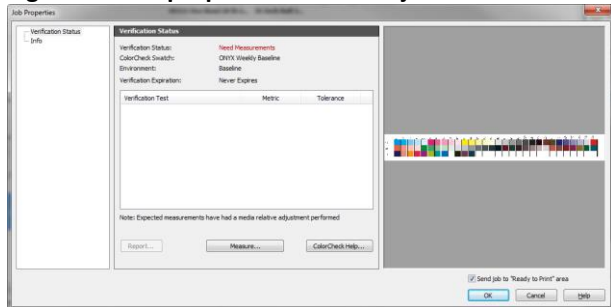 Job Properties
Verification Status
Info
Verification Status
Verification Status: Need Measurements
ColorCheck Swatch: ONYX Weekly Baseline
Environment: Baseline
Verification Expiration: Never Expires
Verification Test Metric Tolerance
Note: Expected measurements have had a media relative adjustment performed
Report... Measure... ColorCheck Help...
Send job to "Ready to Print" area
OK Cancel Help